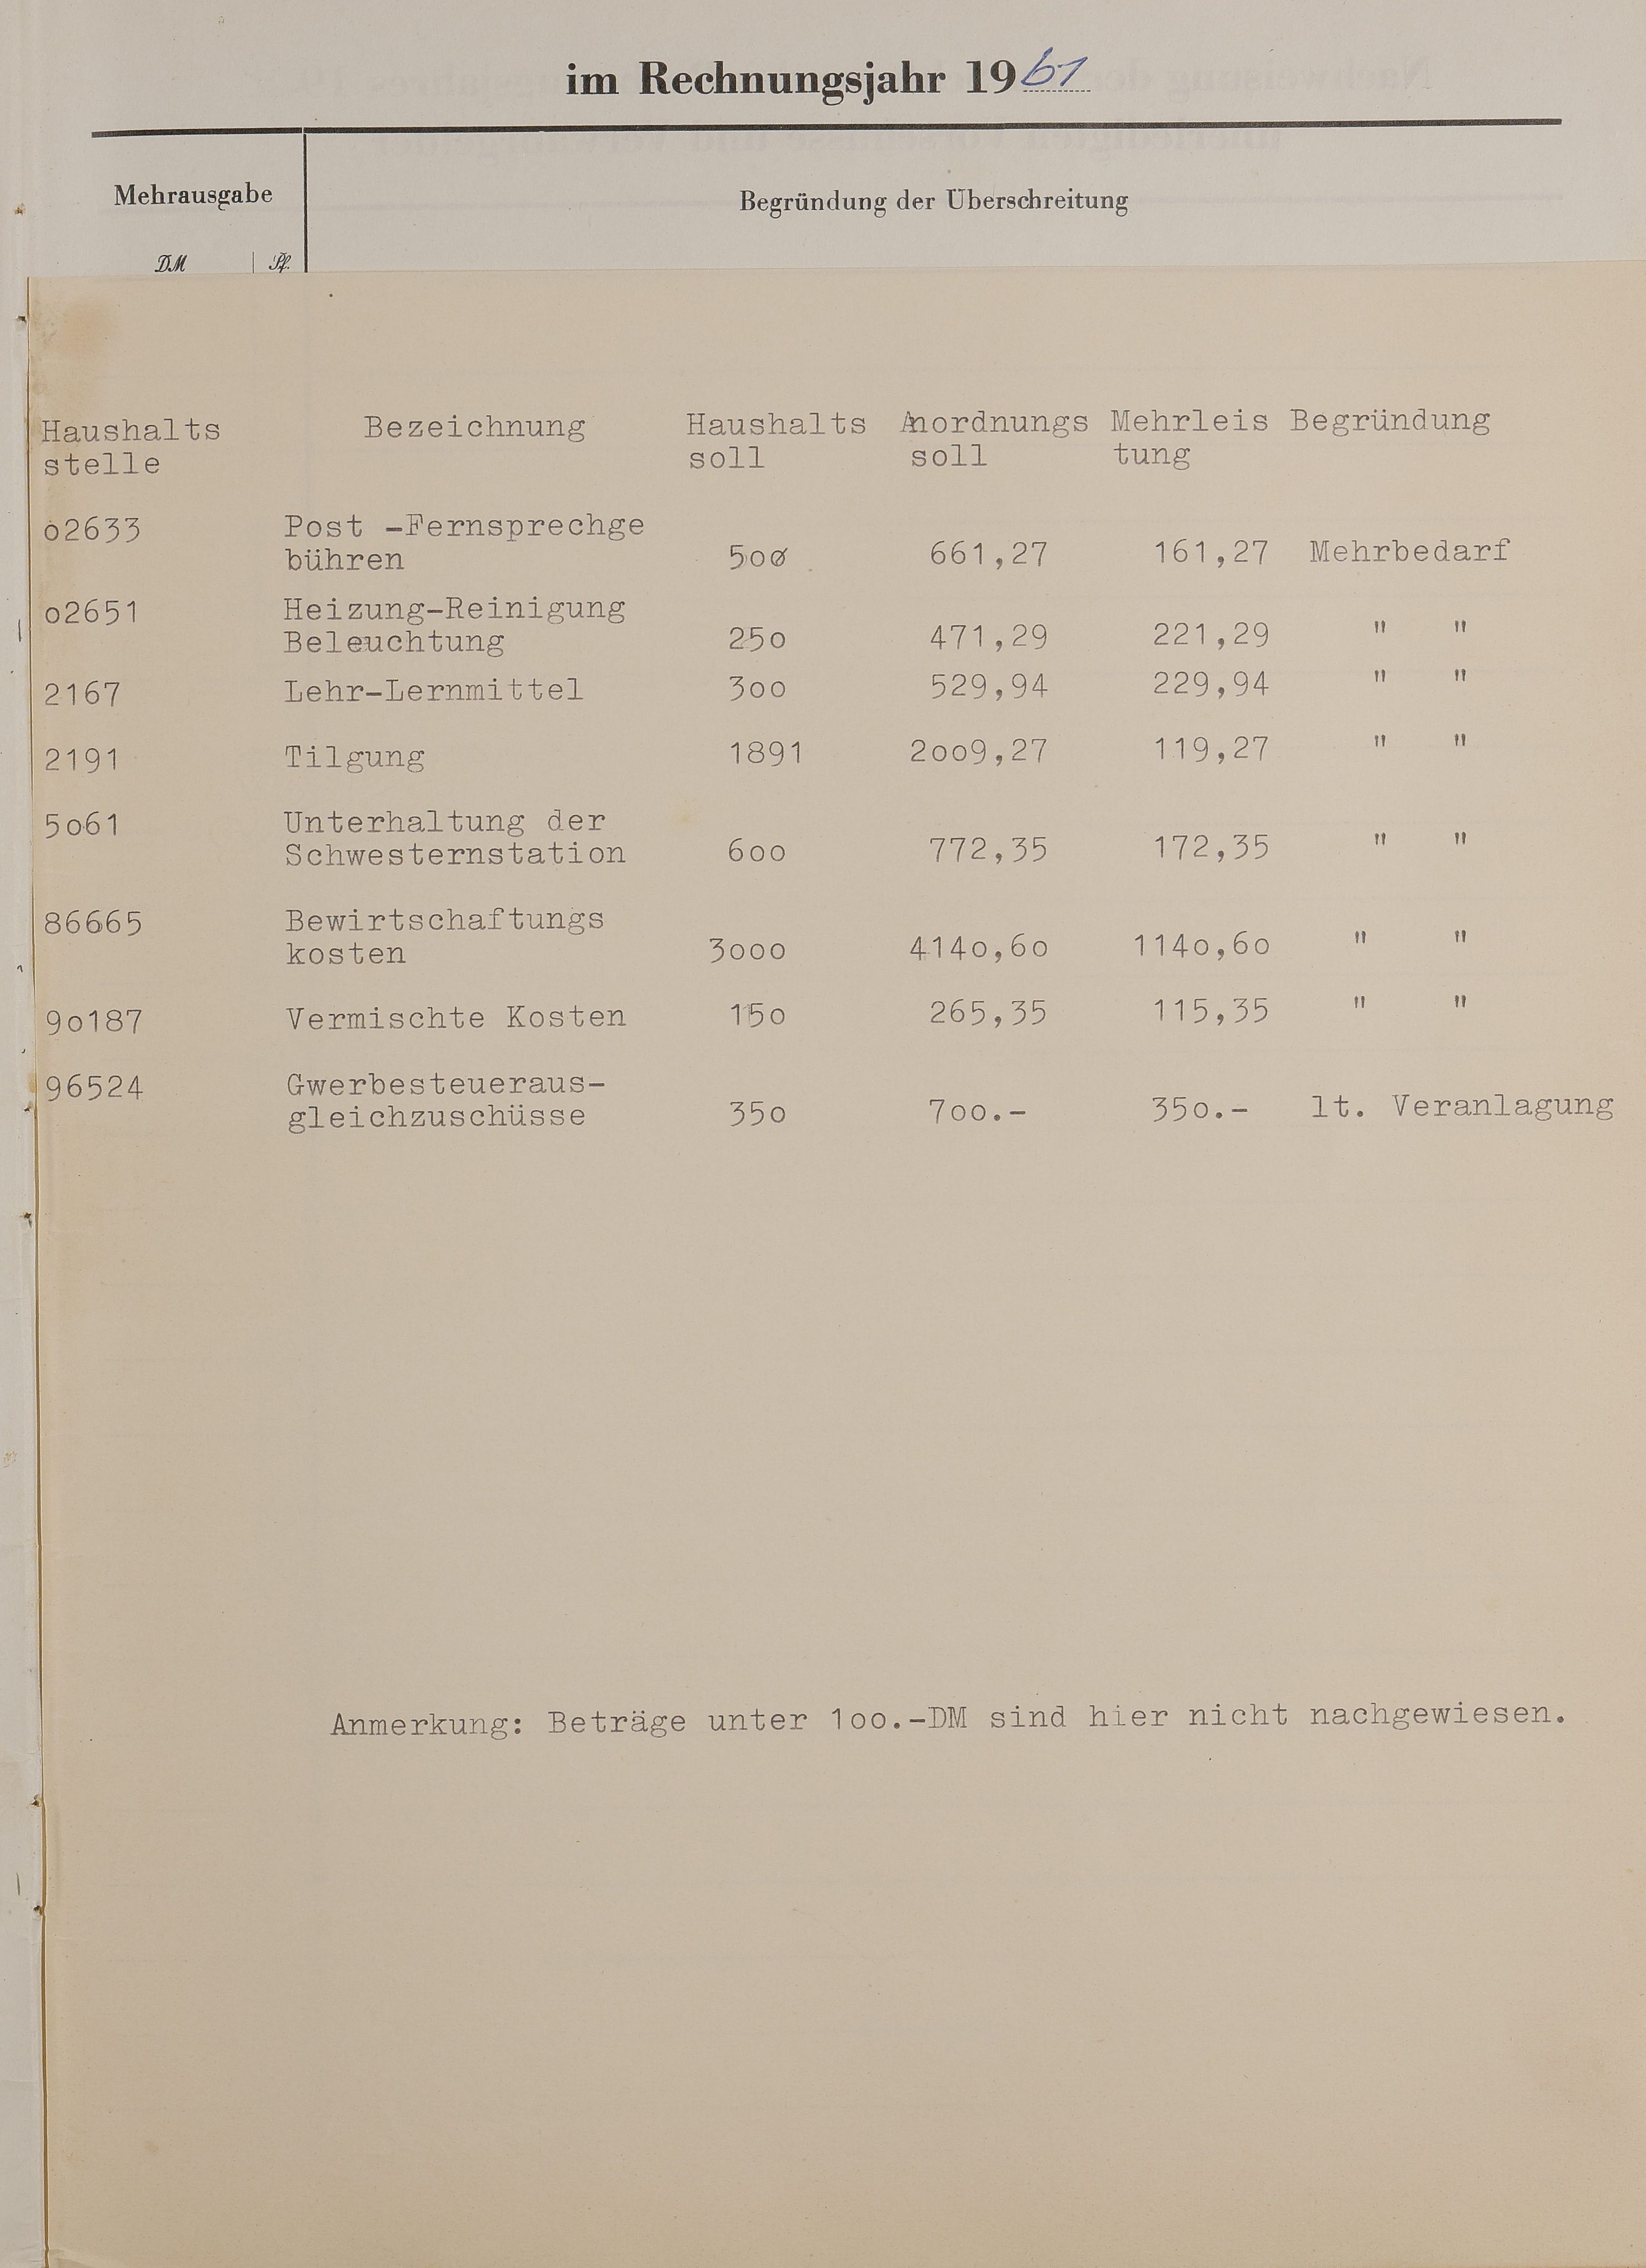 im Rechnungsjahr 1961
Mehrausgabe Begründung der Überschreitung
DM Pf.
Haushalts Bezeichnung Haushalts Anordnungs Mehrleis Begründung
stelle soll soll tung
o2633 Post -Fernsprechge
bühren 5oo 661,27 161,27 Mehrbedarf
o2651 Heizung-Reinigung
Beleuchtung 25o 471,29 221,29 " "
2167 Lehr-Lernmittel 3oo 529,94 229,94 " "
2191 Tilgung 1891 2oo9,27 119,27 " "
5o61 Unterhaltung der
Schwesternstation 6oo 772,35 172,35 " "
86665 Bewirtschaftungs
kosten 3ooo 414o,6o 114o,6o " "
9o187 Vermischte Kosten 15o 265,35 115,35 " "
96524 Gwerbesteueraus-
gleichzuschüsse 35o 7oo.- 35o.- lt. Veranlagung
Anmerkung: Beträge unter 1oo.-DM sind hier nicht nachgewiesen.